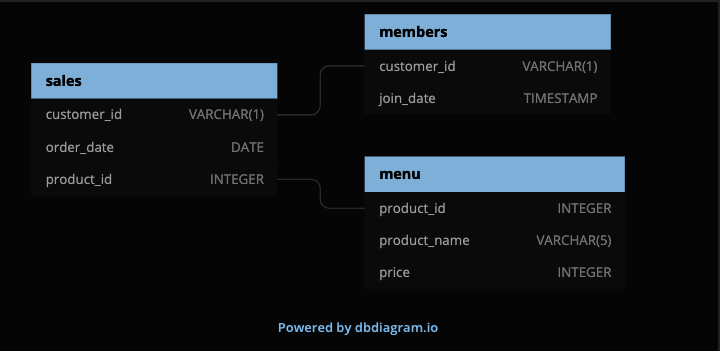 sales
customer_id VARCHAR(1)
order_date DATE
product_id INTEGER
members
customer_id VARCHAR(1)
join_date TIMESTAMP
menu
product_id INTEGER
product_name VARCHAR(5)
price INTEGER
Powered by dbdiagram.io